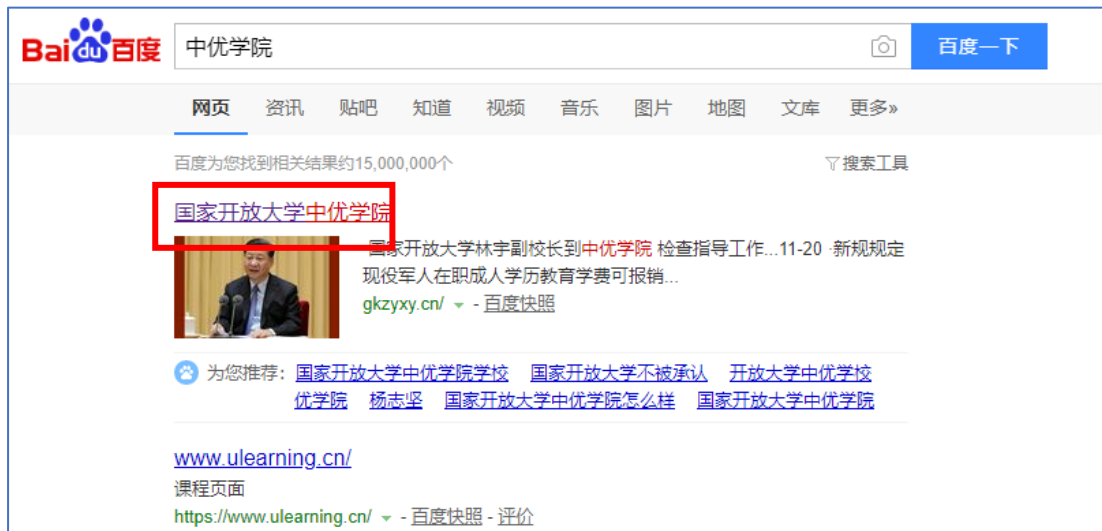 Bai du 百度 中优学院 百度一下
网页 资讯 贴吧 知道 视频 音乐 图片 地图 文库 更多»
百度为您找到相关结果约15,000,000个 搜索工具
国家开放大学中优学院
国家开放大学林宇副校长到中优学院 检查指导工作...11-20 ·新规规定
现役军人在职成人学历教育学费可报销...
gkzyxy.cn/ - 百度快照
为您推荐: 国家开放大学中优学院学校 国家开放大学不被承认 开放大学中优学校
优学院 杨志坚 国家开放大学中优学院怎么样 国家开放大学中优学院
www.ulearning.cn/
课程页面
https://www.ulearning.cn/ - 百度快照 - 评价